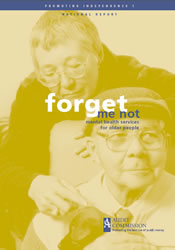 PROMOTING INDEPENDENCE 1
NATIONAL REPORT
forget
me not
mental health services
for older people
AUDIT
COMMISSION